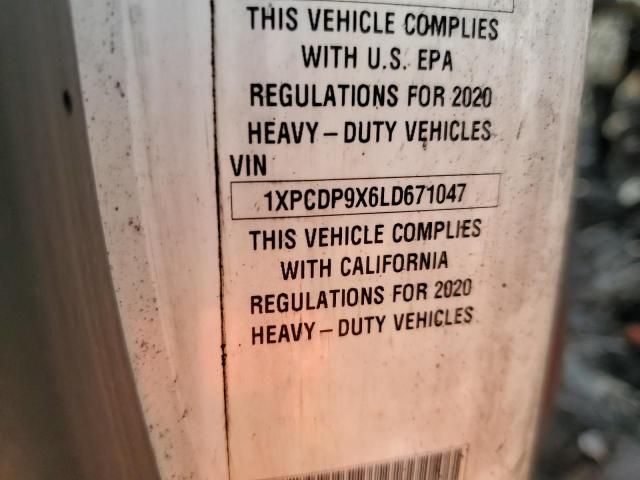 THIS VEHICLE COMPLIES
WITH U.S. EPA
REGULATIONS FOR 2020
HEAVY-DUTY VEHICLES
VIN
1XPCDP9X6LD671047
THIS VEHICLE COMPLIES
WITH CALIFORNIA
REGULATIONS FOR 2020
HEAVY-DUTY VEHICLES